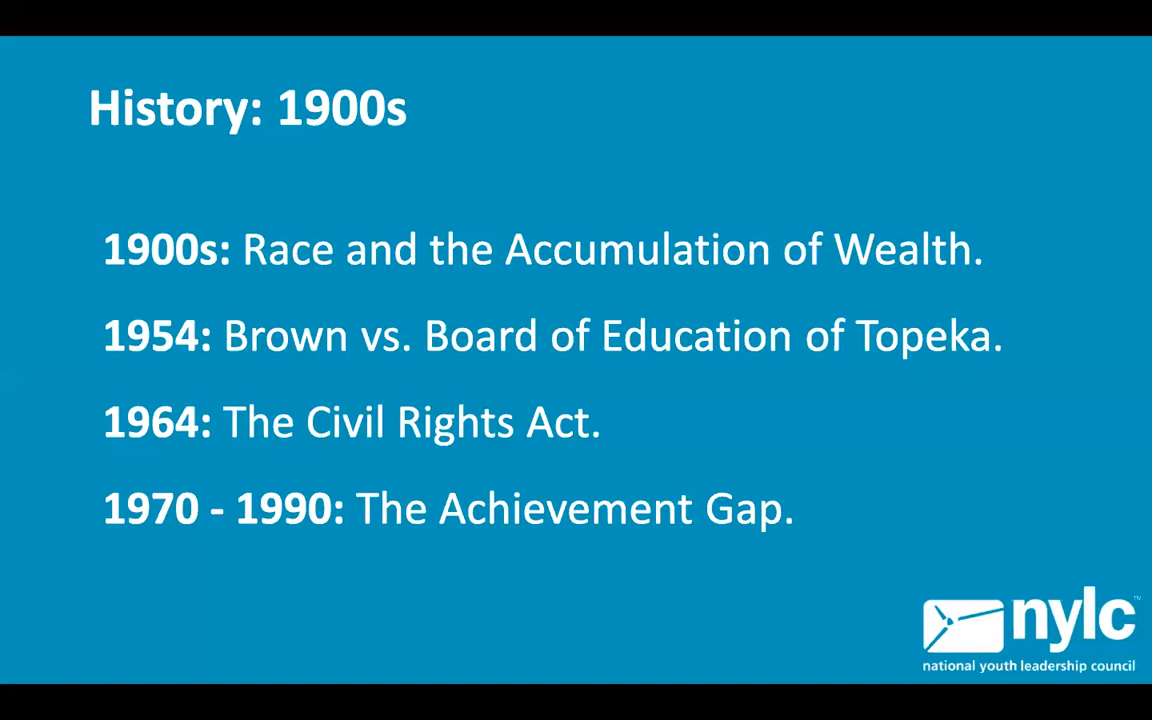 History: 1900s
1900s: Race and the Accumulation of Wealth.
1954: Brown vs. Board of Education of Topeka.
1964: The Civil Rights Act.
1970 - 1990: The Achievement Gap.
nylc™
national youth leadership council